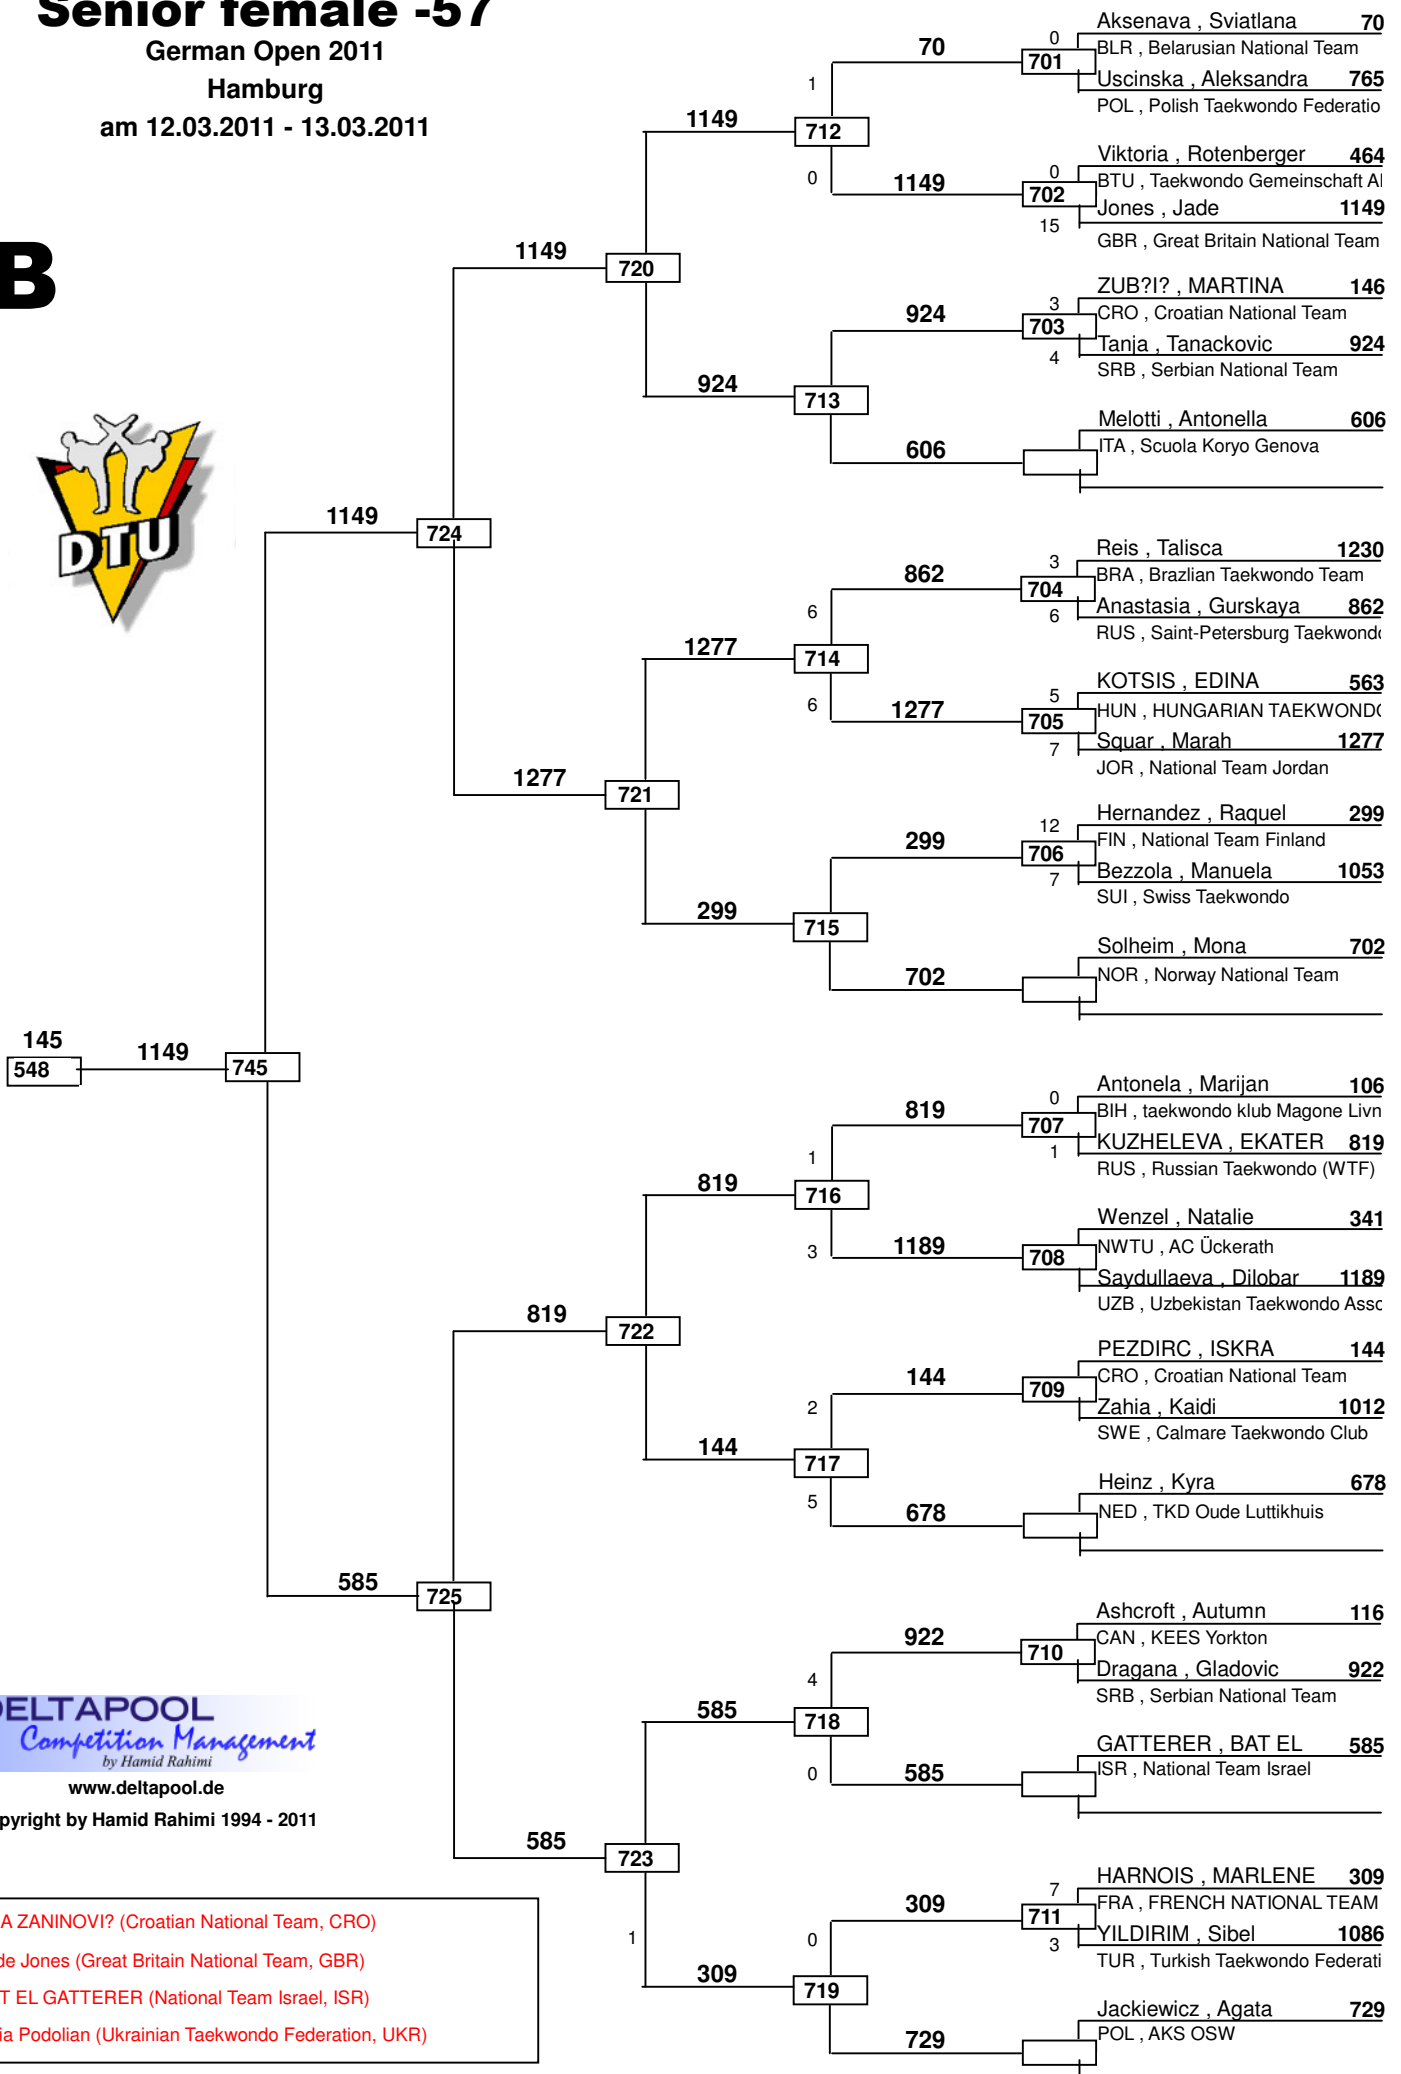 Senior female -57
German Open 2011
Hamburg
am 12.03.2011 - 13.03.2011
B
DTU
Aksenava , Sviatlana 70
BLR , Belarusian National Team
Uscinska , Aleksandra 765
POL , Polish Taekwondo Federatio
0
701
70
Viktoria , Rotenberger 464
BTU , Taekwondo Gemeinschaft Al
Jones , Jade 1149
GBR , Great Britain National Team
0
702
15
1149
1
712
0
1149
ZUB?I? , MARTINA 146
CRO , Croatian National Team
Tanja , Tanackovic 924
SRB , Serbian National Team
3
703
4
924
Melotti , Antonella 606
ITA , Scuola Koryo Genova
606
713
924
720
1149
Reis , Talisca 1230
BRA , Brazlian Taekwondo Team
Anastasia , Gurskaya 862
RUS , Saint-Petersburg Taekwondo
3
704
6
862
KOTSIS , EDINA 563
HUN , HUNGARIAN TAEKWONDO
Squar , Marah 1277
JOR , National Team Jordan
5
705
7
1277
6
714
6
1277
Hernandez , Raquel 299
FIN , National Team Finland
Bezzola , Manuela 1053
SUI , Swiss Taekwondo
12
706
7
299
Solheim , Mona 702
NOR , Norway National Team
702
715
299
721
1277
724
1149
Antonela , Marijan 106
BIH , taekwondo klub Magone Livn
KUZHELEVA , EKATER 819
RUS , Russian Taekwondo (WTF)
0
707
1
819
Wenzel , Natalie 341
NWTU , AC Ückerath
Saydullaeva , Dilobar 1189
UZB , Uzbekistan Taekwondo Assc
708
1189
1
716
3
819
PEZDIRC , ISKRA 144
CRO , Croatian National Team
Zahia , Kaidi 1012
SWE , Calmare Taekwondo Club
709
144
Heinz , Kyra 678
NED , TKD Oude Luttikhuis
678
2
717
5
144
722
819
Ashcroft , Autumn 116
CAN , KEES Yorkton
Dragana , Gladovic 922
SRB , Serbian National Team
710
922
GATTERER , BAT EL 585
ISR , National Team Israel
585
4
718
0
585
HARNOIS , MARLENE 309
FRA , FRENCH NATIONAL TEAM
YILDIRIM , Sibel 1086
TUR , Turkish Taekwondo Federati
7
711
3
309
Jackiewicz , Agata 729
POL , AKS OSW
729
0
719
309
1
723
585
725
585
745
1149
145
548
DELTAPOOL
Competition Management
by Hamid Rahimi
www.deltapool.de
pyright by Hamid Rahimi 1994 - 2011
A ZANINOVI? (Croatian National Team, CRO)
de Jones (Great Britain National Team, GBR)
T EL GATTERER (National Team Israel, ISR)
ia Podolian (Ukrainian Taekwondo Federation, UKR)